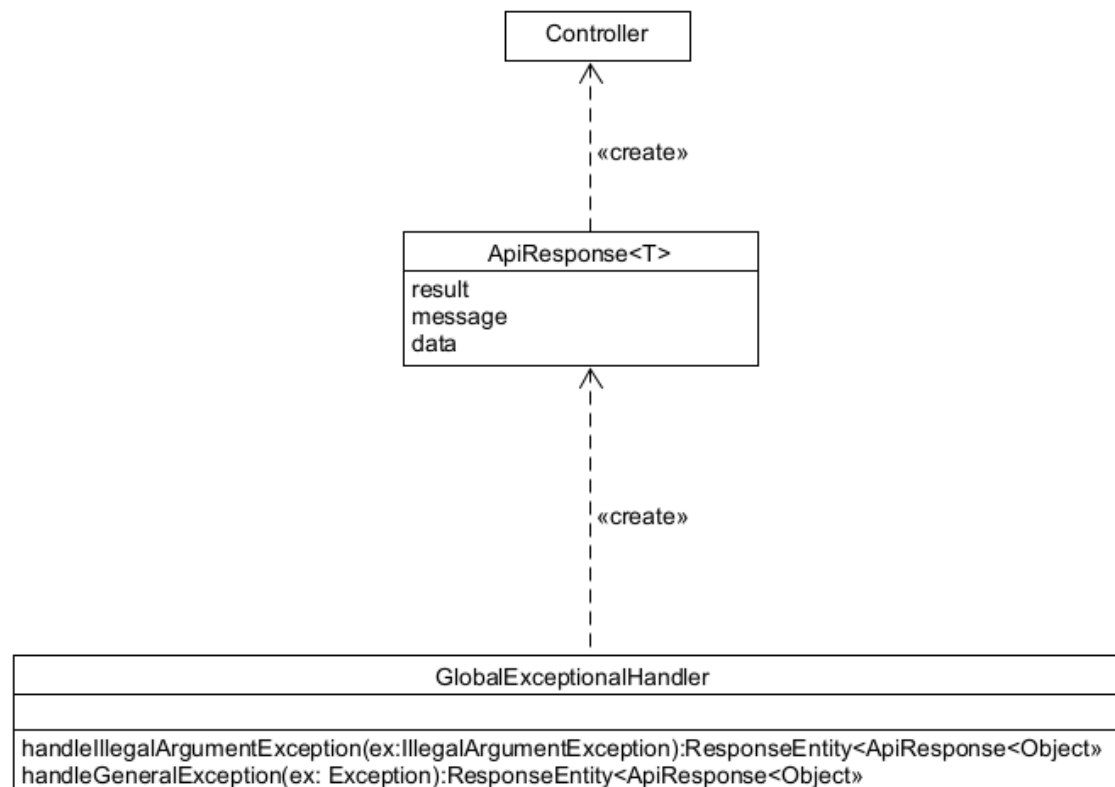 Controller
«create»
ApiResponse<T>
result
message
data
«create»
GlobalExceptionalHandler
handleIllegalArgumentException(ex:IllegalArgumentException):ResponseEntity<ApiResponse<Object»
handleGeneralException(ex: Exception):ResponseEntity<ApiResponse<Object»